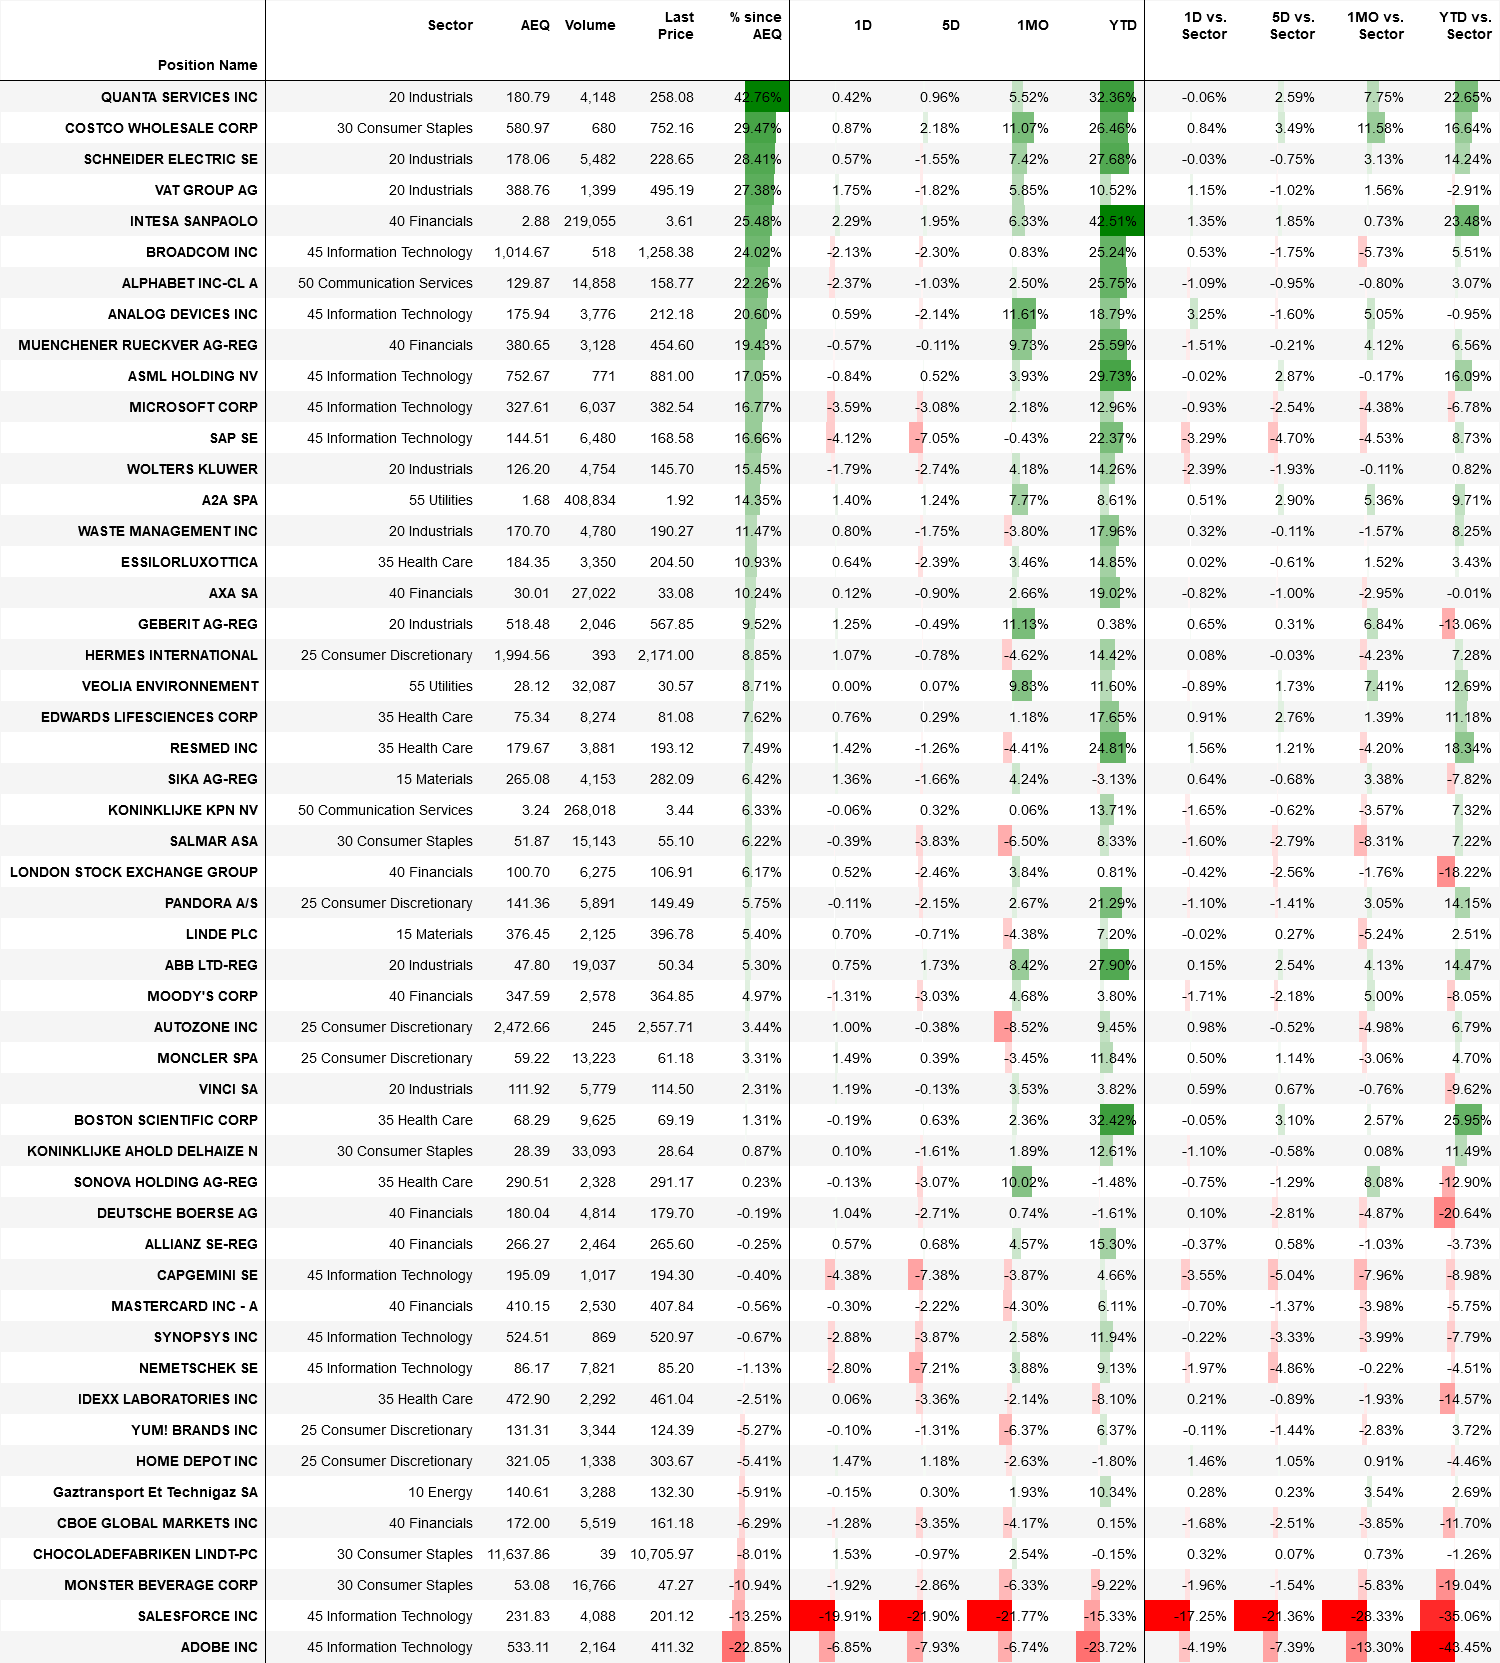 Position Name Sector AEQ Volume Last Price % since AEQ 1D 5D 1MO YTD 1D vs. Sector 5D vs. Sector 1MO vs. Sector YTD vs. Sector
QUANTA SERVICES INC 20 Industrials 180.79 4,148 258.08 42.76% 0.42% 0.96% 5.52% 32.36% -0.06% 2.59% 7.75% 22.65%
COSTCO WHOLESALE CORP 30 Consumer Staples 580.97 680 752.16 29.47% 0.87% 2.18% 11.07% 26.46% 0.84% 3.49% 11.58% 16.64%
SCHNEIDER ELECTRIC SE 20 Industrials 178.06 5,482 228.65 28.41% 0.57% -1.55% 7.42% 27.68% -0.03% -0.75% 3.13% 14.24%
VAT GROUP AG 20 Industrials 388.76 1,399 495.19 27.38% 1.75% -1.82% 5.85% 10.52% 1.15% -1.02% 1.56% -2.91%
INTESA SANPAOLO 40 Financials 2.88 219,055 3.61 25.48% 2.29% 1.95% 6.33% 42.51% 1.35% 1.85% 0.73% 23.48%
BROADCOM INC 45 Information Technology 1,014.67 518 1,258.38 24.02% -2.13% -2.30% 0.83% 25.24% 0.53% -1.75% -5.73% 5.51%
ALPHABET INC-CL A 50 Communication Services 129.87 14,858 158.77 22.26% -2.37% -1.03% 2.50% 25.75% -1.09% -0.95% -0.80% 3.07%
ANALOG DEVICES INC 45 Information Technology 175.94 3,776 212.18 20.60% 0.59% -2.14% 11.61% 18.79% 3.25% -1.60% 5.05% -0.95%
MUENCHENER RUECKVER AG-REG 40 Financials 380.65 3,128 454.60 19.43% -0.57% -0.11% 9.73% 25.59% -1.51% -0.21% 4.12% 6.56%
ASML HOLDING NV 45 Information Technology 752.67 771 881.00 17.05% -0.84% 0.52% 3.93% 29.73% -0.02% 2.87% -0.17% 16.09%
MICROSOFT CORP 45 Information Technology 327.61 6,037 382.54 16.77% -3.59% -3.08% 2.18% 12.96% -0.93% -2.54% -4.38% -6.78%
SAP SE 45 Information Technology 144.51 6,480 168.58 16.66% -4.12% -7.05% -0.43% 22.37% -3.29% -4.70% -4.53% 8.73%
WOLTERS KLUWER 20 Industrials 126.20 4,754 145.70 15.45% -1.79% -2.74% 4.18% 14.26% -2.39% -1.93% -0.11% 0.82%
A2A SPA 55 Utilities 1.68 408,834 1.92 14.35% 1.40% 1.24% 7.77% 8.61% 0.51% 2.90% 5.36% 9.71%
WASTE MANAGEMENT INC 20 Industrials 170.70 4,780 190.27 11.47% 0.80% -1.75% -3.80% 17.96% 0.32% -0.11% -1.57% 8.25%
ESSILORLUXOTTICA 35 Health Care 184.35 3,350 204.50 10.93% 0.64% -2.39% 3.46% 14.85% 0.02% -0.61% 1.52% 3.43%
AXA SA 40 Financials 30.01 27,022 33.08 10.24% 0.12% -0.90% 2.66% 19.02% -0.82% -1.00% -2.95% -0.01%
GEBERIT AG-REG 20 Industrials 518.48 2,046 567.85 9.52% 1.25% -0.49% 11.13% 0.38% 0.65% 0.31% 6.84% -13.06%
HERMES INTERNATIONAL 25 Consumer Discretionary 1,994.56 393 2,171.00 8.85% 1.07% -0.78% -4.62% 14.42% 0.08% -0.03% -4.23% 7.28%
VEOLIA ENVIRONNEMENT 55 Utilities 28.12 32,087 30.57 8.71% 0.00% 0.07% 9.83% 11.60% -0.89% 1.73% 7.41% 12.69%
EDWARDS LIFESCIENCES CORP 35 Health Care 75.34 8,274 81.08 7.62% 0.76% 0.29% 1.18% 17.65% 0.91% 2.76% 1.39% 11.18%
RESMED INC 35 Health Care 179.67 3,881 193.12 7.49% 1.42% -1.26% -4.41% 24.81% 1.56% 1.21% -4.20% 18.34%
SIKA AG-REG 15 Materials 265.08 4,153 282.09 6.42% 1.36% -1.66% 4.24% -3.13% 0.64% -0.68% 3.38% -7.82%
KONINKLIJKE KPN NV 50 Communication Services 3.24 268,018 3.44 6.33% -0.06% 0.32% 0.06% 13.71% -1.65% -0.62% -3.57% 7.32%
SALMAR ASA 30 Consumer Staples 51.87 15,143 55.10 6.22% -0.39% -3.83% -6.50% 8.33% -1.60% -2.79% -8.31% 7.22%
LONDON STOCK EXCHANGE GROUP 40 Financials 100.70 6,275 106.91 6.17% 0.52% -2.46% 3.84% 0.81% -0.42% -2.56% -1.76% -18.22%
PANDORA A/S 25 Consumer Discretionary 141.36 5,891 149.49 5.75% -0.11% -2.15% 2.67% 21.29% -1.10% -1.41% 3.05% 14.15%
LINDE PLC 15 Materials 376.45 2,125 396.78 5.40% 0.70% -0.71% -4.38% 7.20% -0.02% 0.27% -5.24% 2.51%
ABB LTD-REG 20 Industrials 47.80 19,037 50.34 5.30% 0.75% 1.73% 8.42% 27.90% 0.15% 2.54% 4.13% 14.47%
MOODY'S CORP 40 Financials 347.59 2,578 364.85 4.97% -1.31% -3.03% 4.68% 3.80% -1.71% -2.18% 5.00% -8.05%
AUTOZONE INC 25 Consumer Discretionary 2,472.66 245 2,557.71 3.44% 1.00% -0.38% -8.52% 9.45% 0.98% -0.52% -4.98% 6.79%
MONCLER SPA 25 Consumer Discretionary 59.22 13,223 61.18 3.31% 1.49% 0.39% -3.45% 11.84% 0.50% 1.14% -3.06% 4.70%
VINCI SA 20 Industrials 111.92 5,779 114.50 2.31% 1.19% -0.13% 3.53% 3.82% 0.59% 0.67% -0.76% -9.62%
BOSTON SCIENTIFIC CORP 35 Health Care 68.29 9,625 69.19 1.31% -0.19% 0.63% 2.36% 32.42% -0.05% 3.10% 2.57% 25.95%
KONINKLIJKE AHOLD DELHAIZE N 30 Consumer Staples 28.39 33,093 28.64 0.87% 0.10% -1.61% 1.89% 12.61% -1.10% -0.58% 0.08% 11.49%
SONOVA HOLDING AG-REG 35 Health Care 290.51 2,328 291.17 0.23% -0.13% -3.07% 10.02% -1.48% -0.75% -1.29% 8.08% -12.90%
DEUTSCHE BOERSE AG 40 Financials 180.04 4,814 179.70 -0.19% 1.04% -2.71% 0.74% -1.61% 0.10% -2.81% -4.87% -20.64%
ALLIANZ SE-REG 40 Financials 266.27 2,464 265.60 -0.25% 0.57% 0.68% 4.57% 15.30% -0.37% 0.58% -1.03% -3.73%
CAPGEMINI SE 45 Information Technology 195.09 1,017 194.30 -0.40% -4.38% -7.38% -3.87% 4.66% -3.55% -5.04% -7.96% -8.98%
MASTERCARD INC - A 40 Financials 410.15 2,530 407.84 -0.56% -0.30% -2.22% -4.30% 6.11% -0.70% -1.37% -3.98% -5.75%
SYNOPSYS INC 45 Information Technology 524.51 869 520.97 -0.67% -2.88% -3.87% 2.58% 11.94% -0.22% -3.33% -3.99% -7.79%
NEMETSCHEK SE 45 Information Technology 86.17 7,821 85.20 -1.13% -2.80% -7.21% 3.88% 9.13% -1.97% -4.86% -0.22% -4.51%
IDEXX LABORATORIES INC 35 Health Care 472.90 2,292 461.04 -2.51% 0.06% -3.36% -2.14% -8.10% 0.21% -0.89% -1.93% -14.57%
YUM! BRANDS INC 25 Consumer Discretionary 131.31 3,344 124.39 -5.27% -0.10% -1.31% -6.37% 6.37% -0.11% -1.44% -2.83% 3.72%
HOME DEPOT INC 25 Consumer Discretionary 321.05 1,338 303.67 -5.41% 1.47% 1.18% -2.63% -1.80% 1.46% 1.05% 0.91% -4.46%
Gaztransport Et Technigaz SA 10 Energy 140.61 3,288 132.30 -5.91% -0.15% 0.30% 1.93% 10.34% 0.28% 0.23% 3.54% 2.69%
CBOE GLOBAL MARKETS INC 40 Financials 172.00 5,519 161.18 -6.29% -1.28% -3.35% -4.17% 0.15% -1.68% -2.51% -3.85% -11.70%
CHOCOLADEFABRIKEN LINDT-PC 30 Consumer Staples 11,637.86 39 10,705.97 -8.01% 1.53% -0.97% 2.54% -0.15% 0.32% 0.07% 0.73% -1.26%
MONSTER BEVERAGE CORP 30 Consumer Staples 53.08 16,766 47.27 -10.94% -1.92% -2.86% -6.33% -9.22% -1.96% -1.54% -5.83% -19.04%
SALESFORCE INC 45 Information Technology 231.83 4,088 201.12 -13.25% -19.91% -21.90% -21.77% -15.33% -17.25% -21.36% -28.33% -35.06%
ADOBE INC 45 Information Technology 533.11 2,164 411.32 -22.85% -6.85% -7.93% -6.74% -23.72% -4.19% -7.39% -13.30% -43.45%